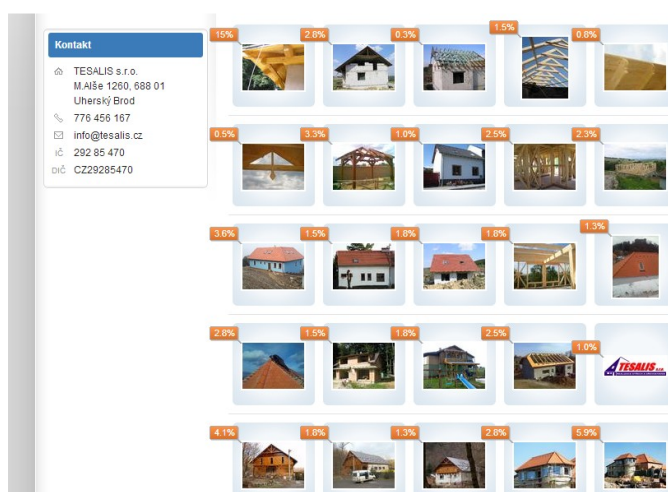 Kontakt
TESALIS s.r.o.
M.Alše 1260, 688 01
Uherský Brod
776 456 167
info@tesalis.cz
IČ 292 85 470
DIČ CZ29285470
15% 2.8% 0.3% 1.5% 0.8%
0.5% 3.3% 1.0% 2.5% 2.3%
3.6% 1.5% 1.8% 1.8% 1.3%
2.8% 1.5% 1.8% 2.5% 1.0%
TESALIS s.r.o.
4.1% 1.8% 1.3% 2.8% 5.9%